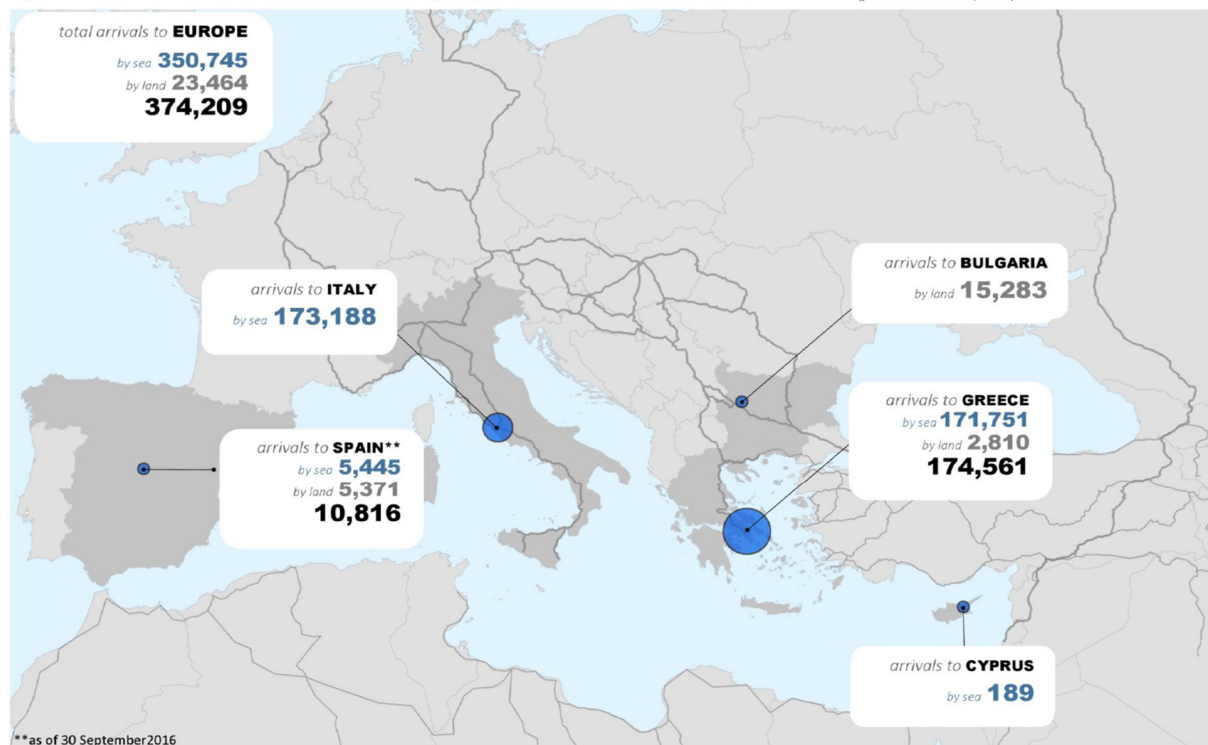 total arrivals to EUROPE
by sea 350,745
by land 23,464
374,209
arrivals to BULGARIA
by land 15,283
arrivals to ITALY
by sea 173,188
arrivals to GREECE
by sea 171,751
by land 2,810
174,561
arrivals to SPAIN**
by sea 5,445
by land 5,371
10,816
arrivals to CYPRUS
by sea 189
**as of 30 September2016